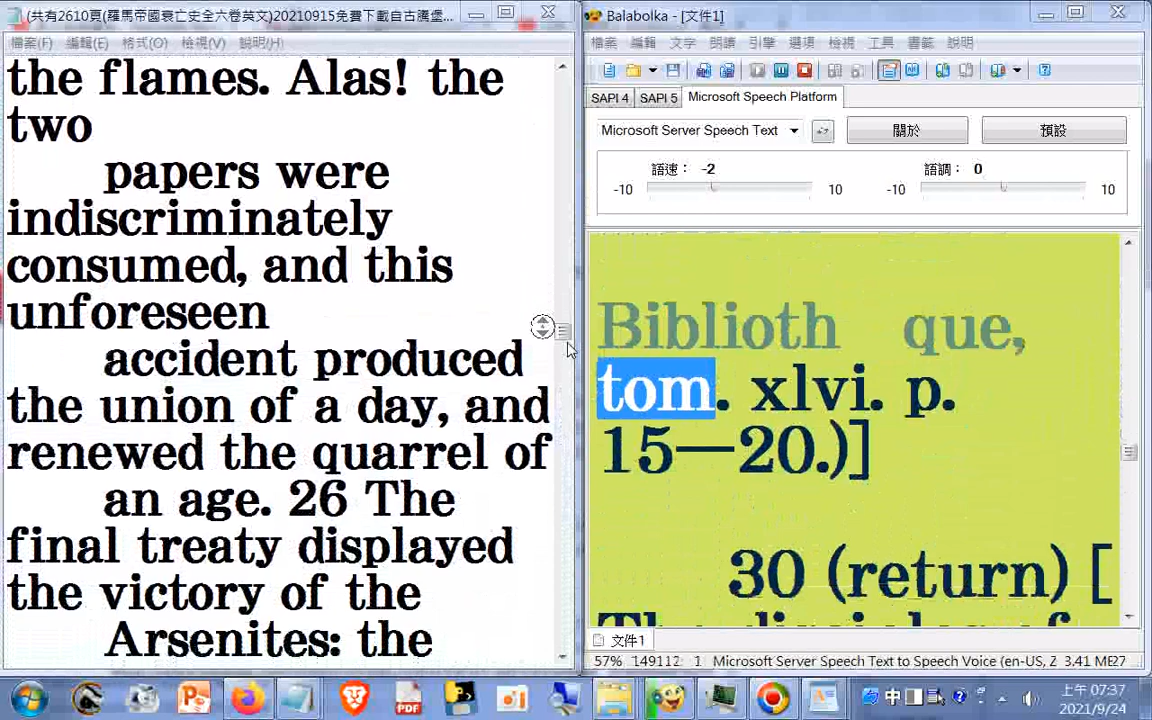 (共有2610頁(羅馬帝國衰亡史全六卷英文)20210915免費下載自古騰堡...
檔案(F) 編輯(E) 格式(O) 檢視(V) 說明(H)
the flames. Alas! the
two
papers were
indiscriminately
consumed, and this
unforeseen
accident produced
the union of a day, and
renewed the quarrel of
an age. 26 The
final treaty displayed
the victory of the
Arsenites: the
Balabolka - [文件1]
檔案 編輯 文字 朗讀 引擎 選項 檢視 工具 書籤 說明
SAPI 4 SAPI 5 Microsoft Speech Platform
Microsoft Server Speech Text 關於 預設
語速: -2 語調: 0
-10 10 -10 10
Biblioth que,
tom. xlvi. p.
15—20.)]
30 (return) [
The disciples of
文件1
57% 149112: 1 Microsoft Server Speech Text to Speech Voice (en-US, Z 3.41 ME27
中 上午 07:37
2021/9/24